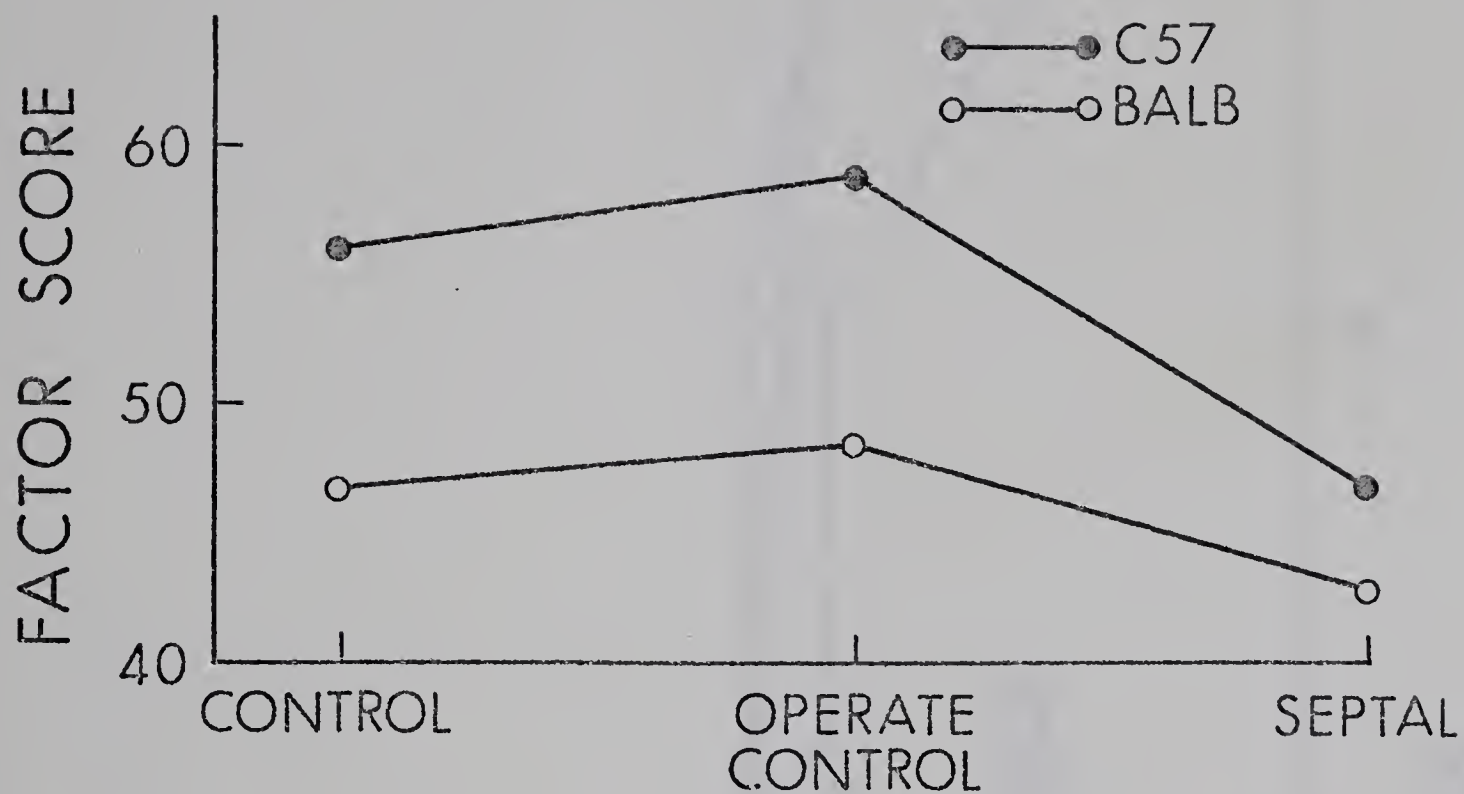 C57
BALB
FACTOR SCORE
60
50
40
CONTROL
OPERATE
CONTROL
SEPTAL